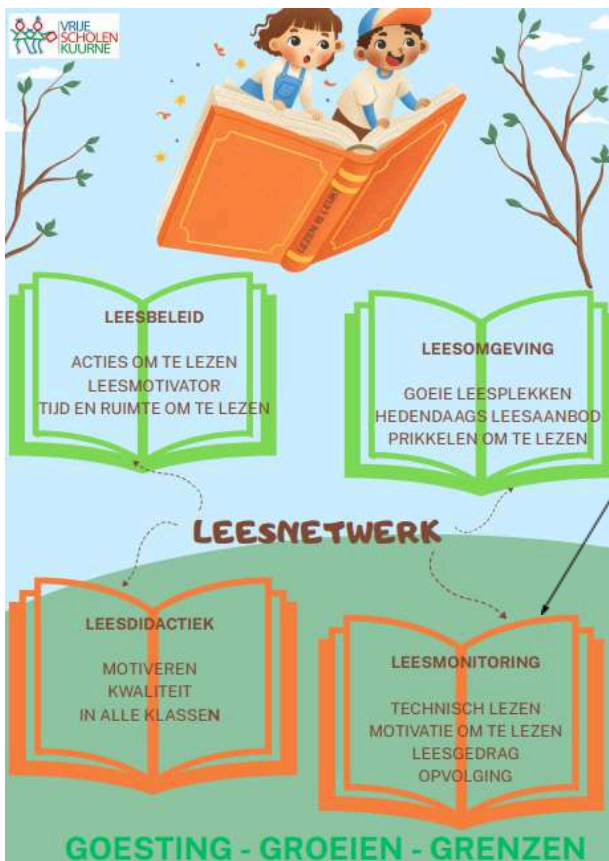 VRIJE
SCHOLEN
KUURNE
LEZEN IS LEUK!
LEESBELEID
ACTIES OM TE LEZEN
LEESMOTIVATOR
TIJD EN RUIMTE OM TE LEZEN
LEESOMGEVING
GOEIE LEESPLEKKEN
HEDENDAAGS LEESAANBOD
PRIKKELEN OM TE LEZEN
LEESNETWERK
LEESDIDACTIEK
MOTIVEREN
KWALITEIT
IN ALLE KLASSEN
LEESMONITORING
TECHNISCH LEZEN
MOTIVATIE OM TE LEZEN
LEESGEDRAG
OPVOLGING
GOESTING - GROEIEN - GRENZEN